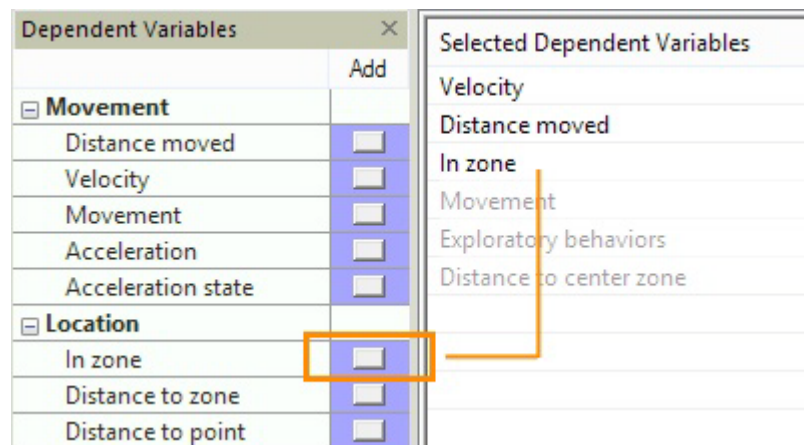 Dependent Variables
Add
Movement
Distance moved
Velocity
Movement
Acceleration
Acceleration state
Location
In zone
Distance to zone
Distance to point
Selected Dependent Variables
Velocity
Distance moved
In zone
Movement
Exploratory behaviors
Distance to center zone